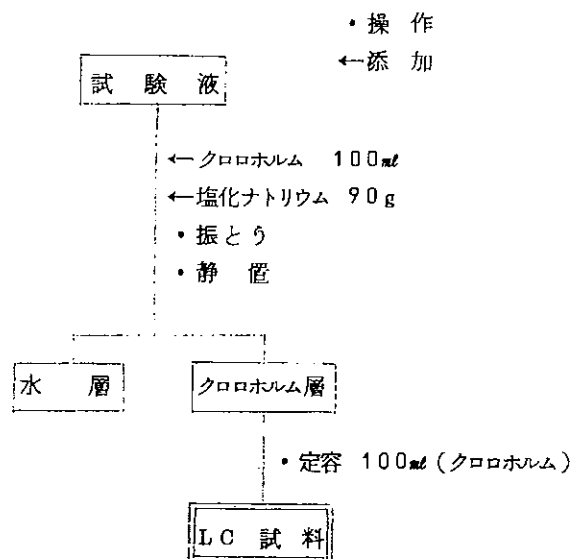 ・操 作
←添 加
試 験 液
←クロロホルム 100㎖
←塩化ナトリウム 90g
・振とう
・静 置
水 層
クロロホルム層
・定容 100㎖(クロロホルム)
LC 試 料